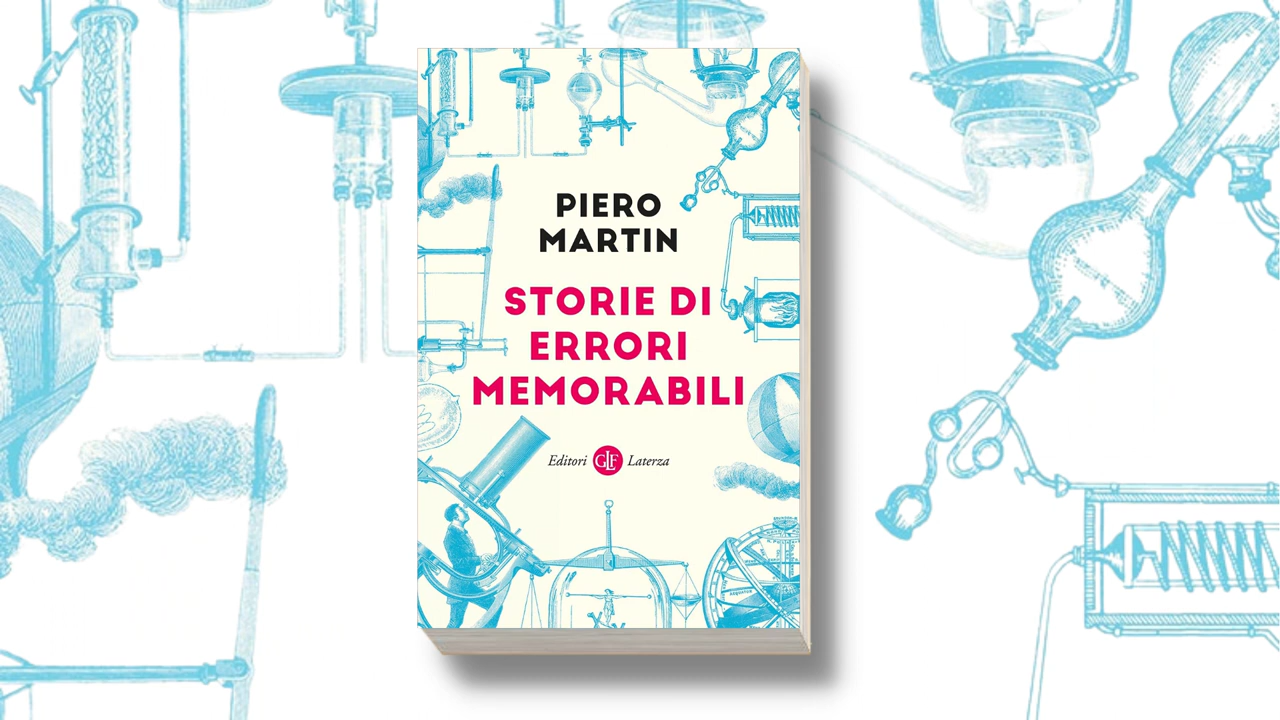 PIERO
MARTIN
STORIE DI
ERRORI
MEMORABILI
Editori GLF Laterza